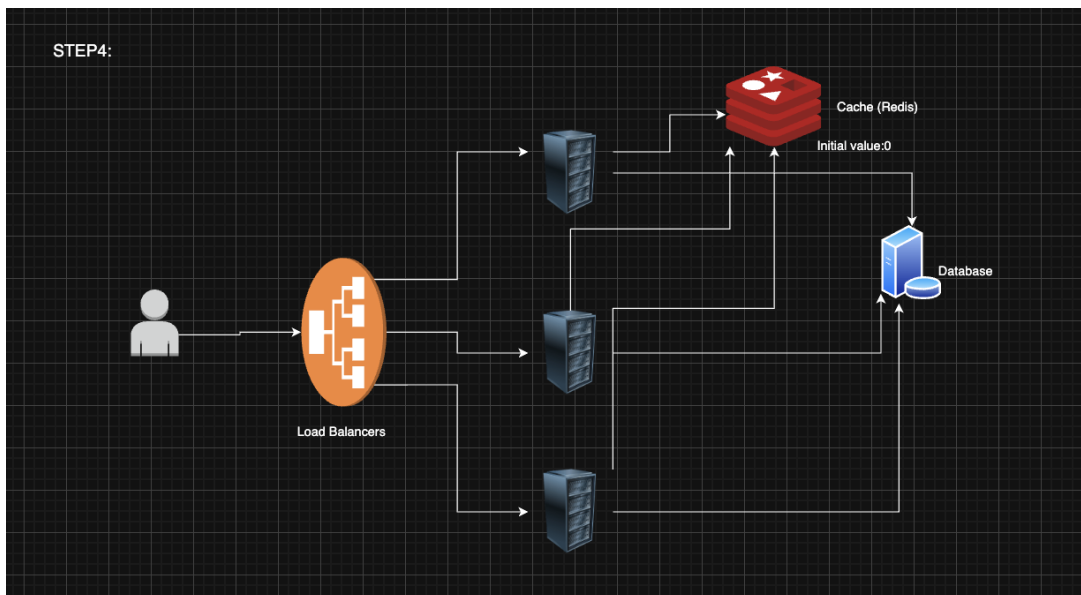 STEP4:
Cache (Redis)
Initial value:0
Database
Load Balancers